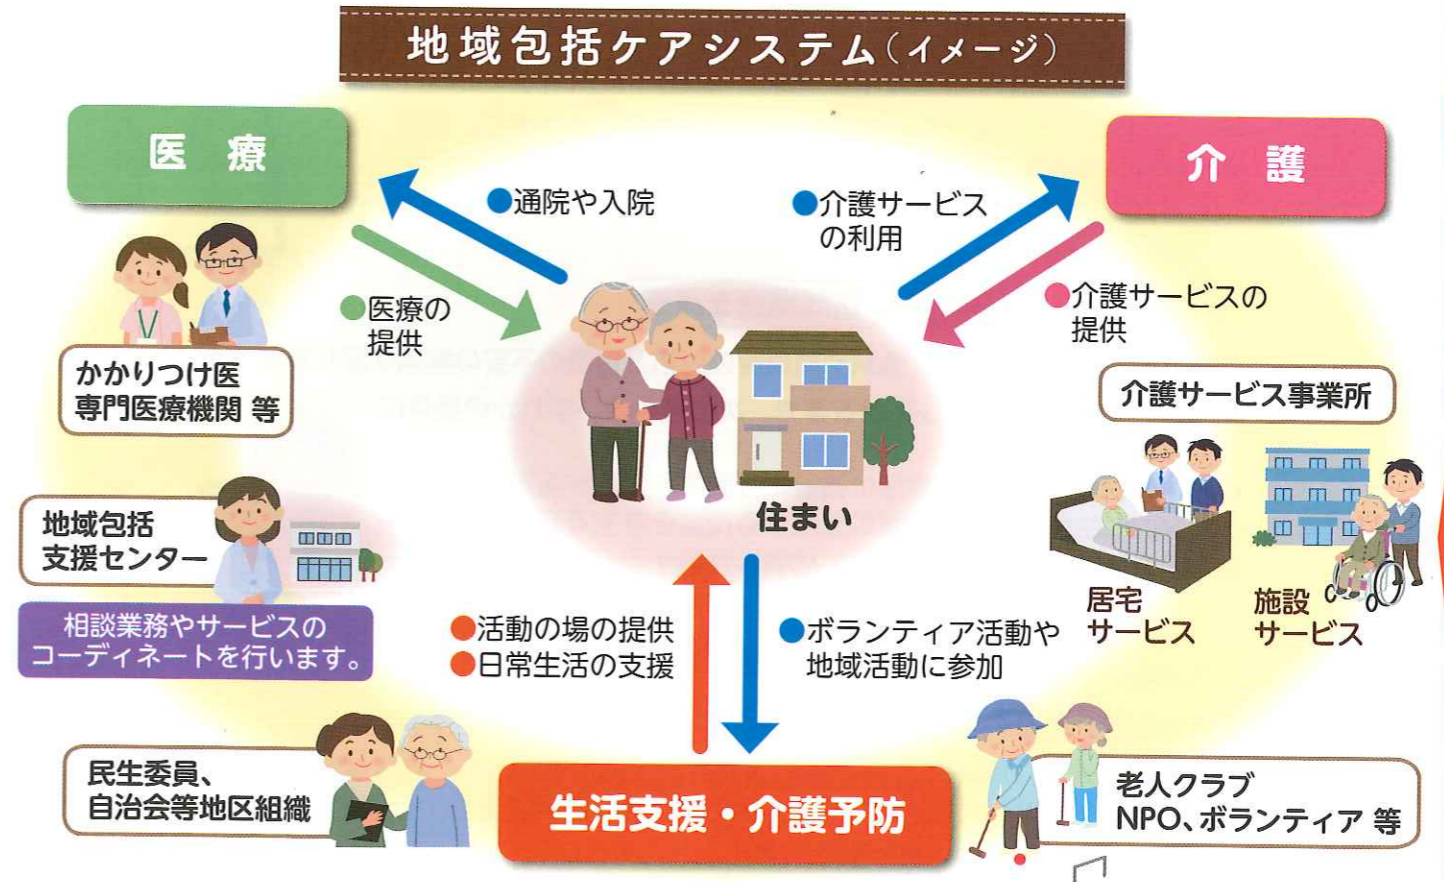 地域包括ケアシステム(イメージ)
医療
介護
●通院や入院
●介護サービス
の利用
●医療の
提供
●介護サービスの
提供
かかりつけ医
専門医療機関 等
介護サービス事業所
住まい
地域包括
支援センター
相談業務やサービスの
コーディネートを行います。
居宅
サービス
施設
サービス
●活動の場の提供
●日常生活の支援
●ボランティア活動や
地域活動に参加
民生委員、
自治会等地区組織
生活支援・介護予防
老人クラブ
NPO、ボランティア 等